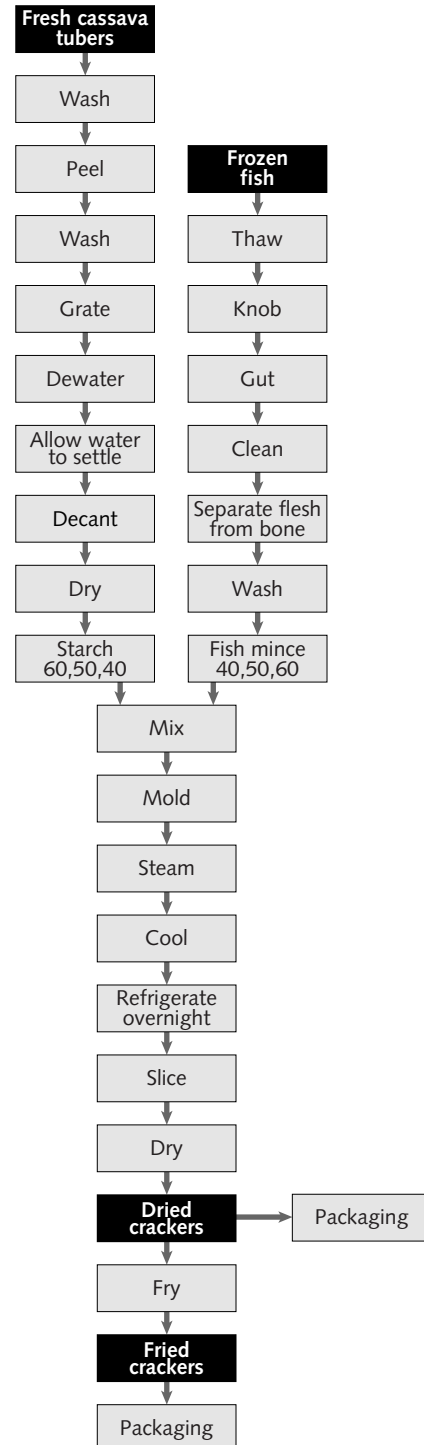 Fresh cassava
tubers
Wash
Peel
Wash
Grate
Dewater
Allow water
to settle
Decant
Dry
Starch
60,50,40
Frozen
fish
Thaw
Knob
Gut
Clean
Separate flesh
from bone
Wash
Fish mince
40,50,60
Mix
Mold
Steam
Cool
Refrigerate
overnight
Slice
Dry
Dried
crackers
Packaging
Fry
Fried
crackers
Packaging